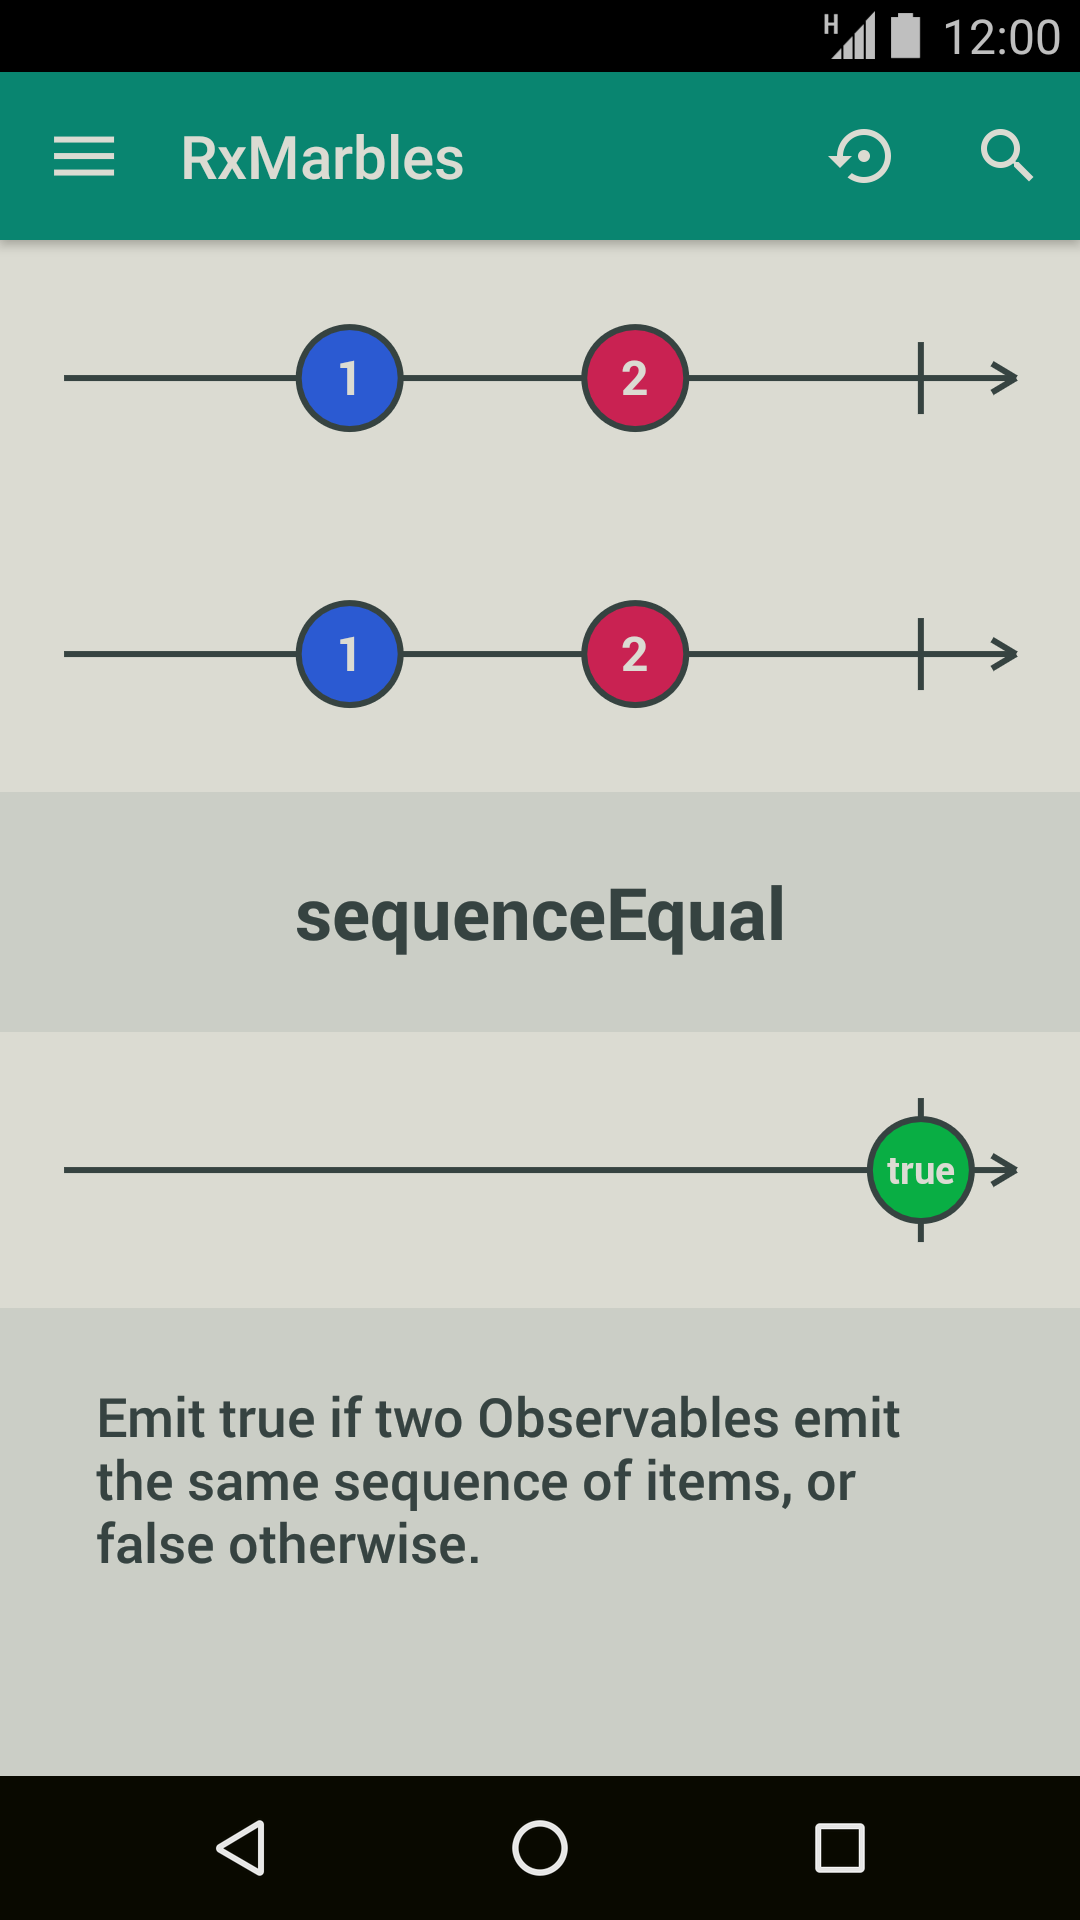 H 12:00
RxMarbles
1 2
1 2
sequenceEqual
true
Emit true if two Observables emit
the same sequence of items, or
false otherwise.